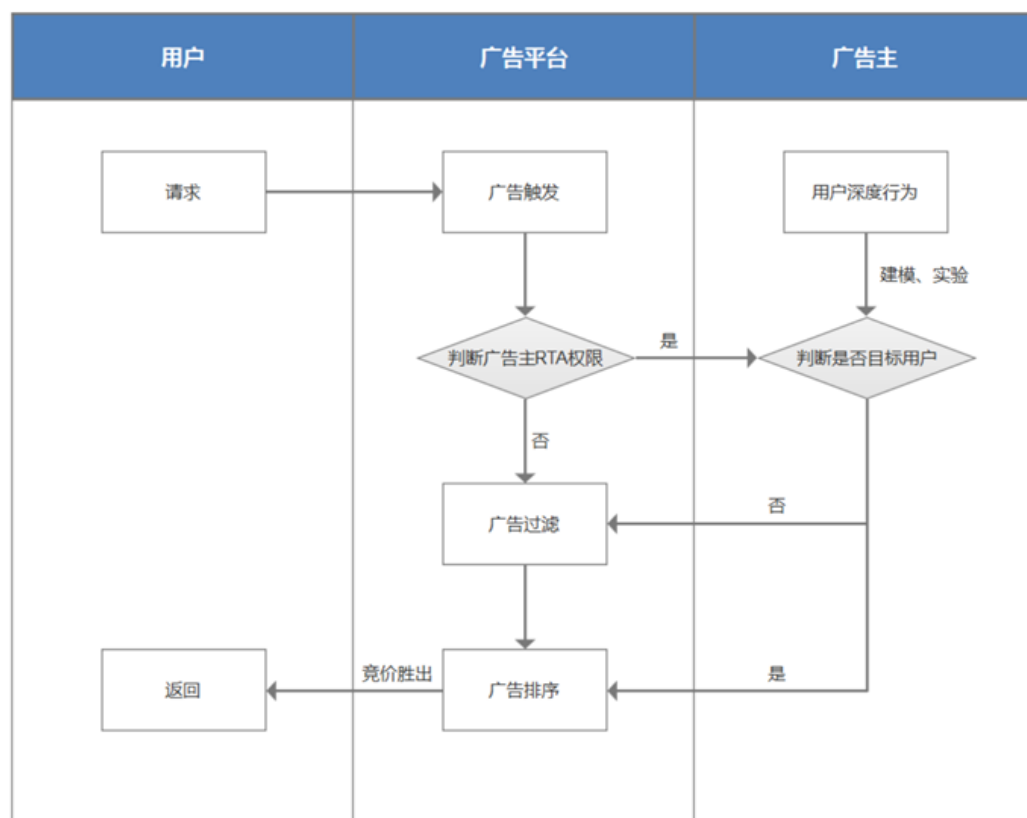 用户
广告平台
广告主
请求
广告触发
用户深度行为
建模、实验
判断广告主RTA权限
是
判断是否目标用户
否
广告过滤
否
返回
竞价胜出
广告排序
是